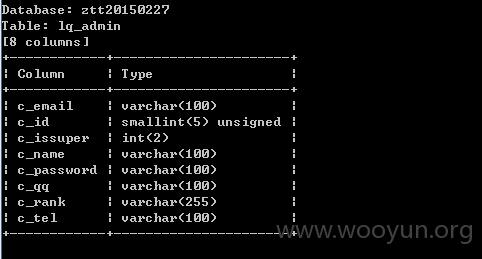 Database: ztt20150227
Table: lq_admin
[8 columns]
+------------+----------------------+
| Column | Type |
+------------+----------------------+
| c_email | varchar(100) |
| c_id | smallint(5) unsigned |
| c_issuper | int(2) |
| c_name | varchar(100) |
| c_password | varchar(100) |
| c_qq | varchar(100) |
| c_rank | varchar(255) |
| c_tel | varchar(100) |
+------------+----------------------+
www.wooyun.org